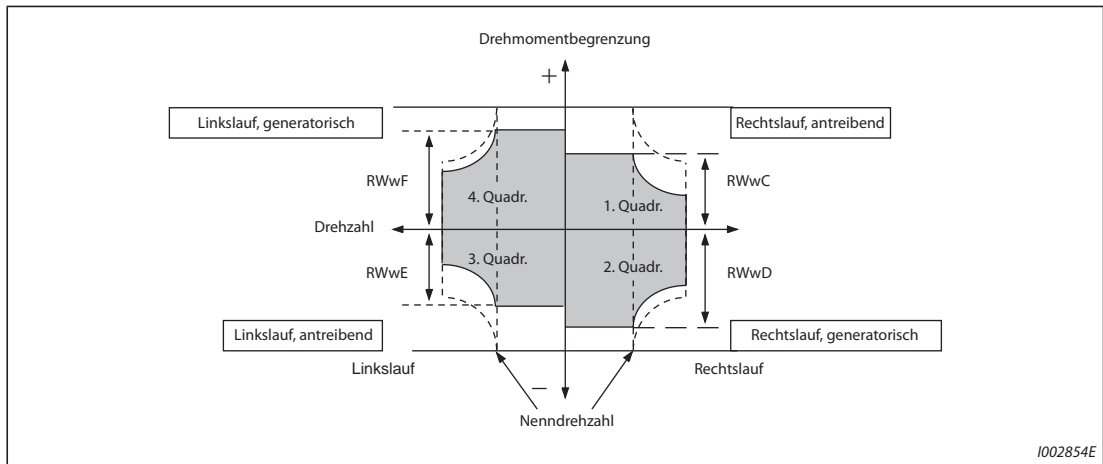 Drehmomentbegrenzung
+
Linkslauf, generatorisch
Rechtslauf, antreibend
RWwF
RWwC
4. Quadr.
1. Quadr.
Drehzahl
3. Quadr.
2. Quadr.
RWwE
RWwD
Linkslauf, antreibend
Rechtslauf, generatorisch
Linkslauf
Rechtslauf
−
Nenndrehzahl
I002854E